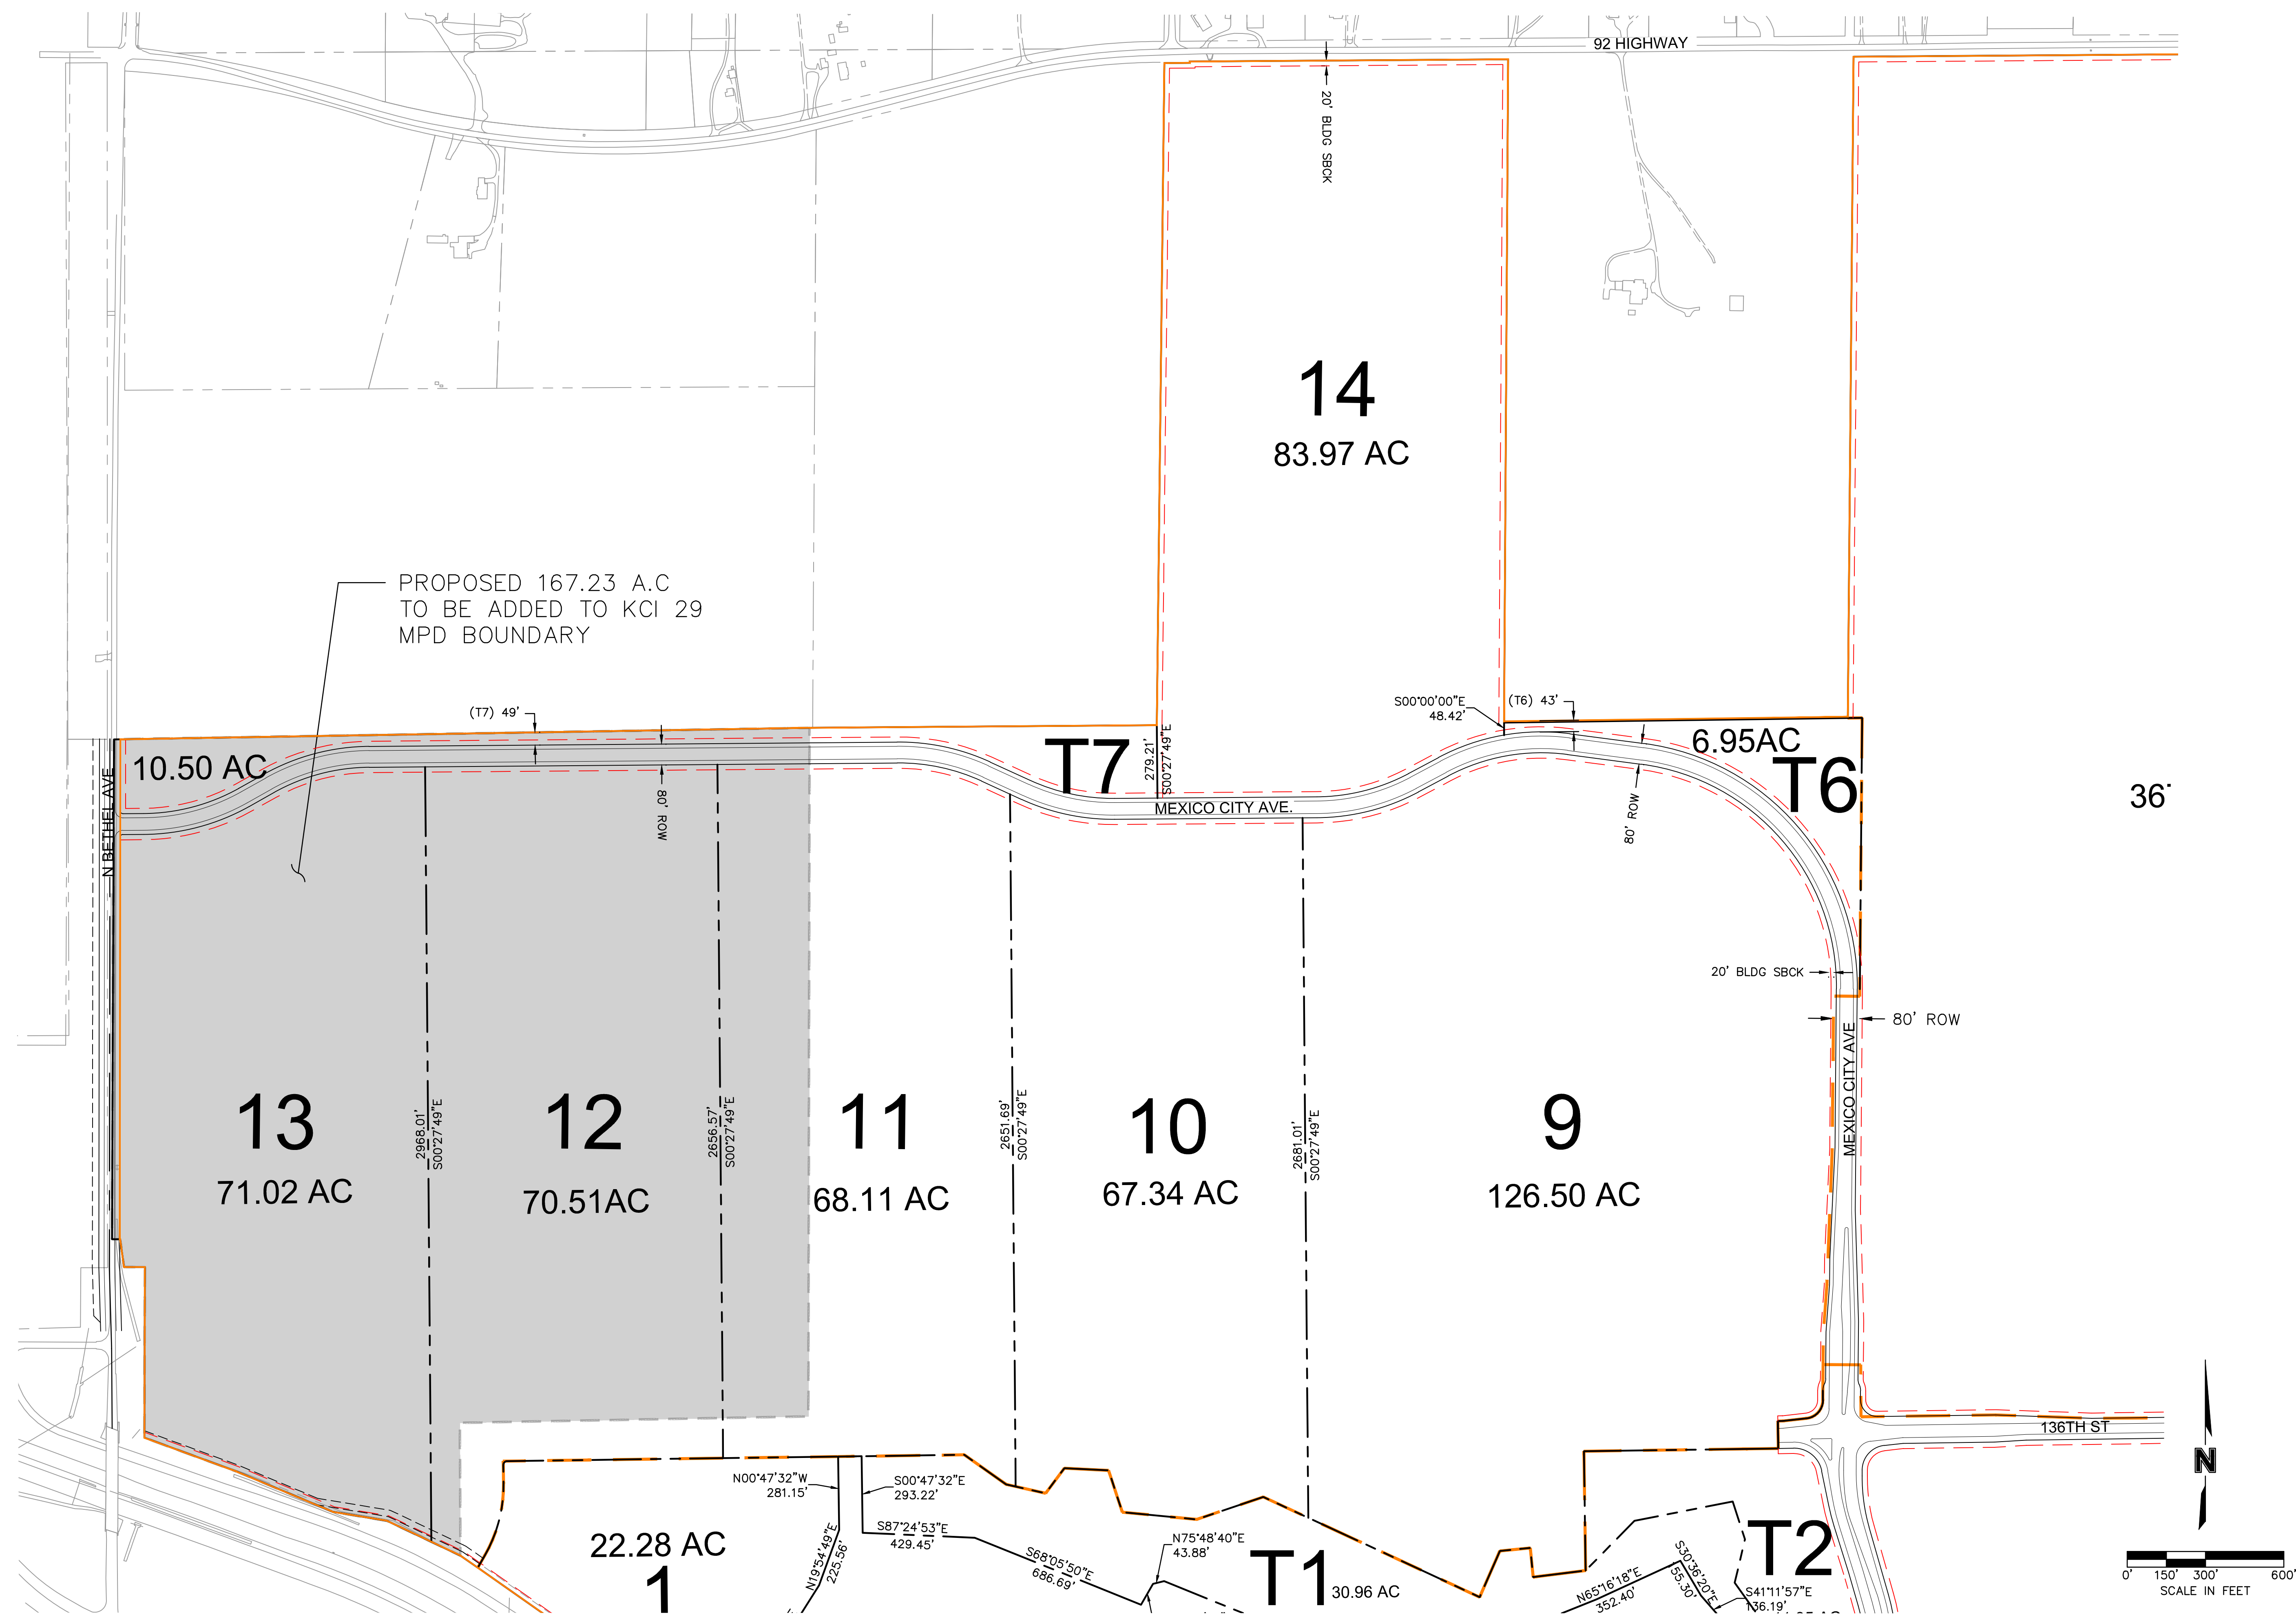 92 HIGHWAY
20' BLDG SBCK
14
83.97 AC
PROPOSED 167.23 A.C
TO BE ADDED TO KCI 29
MPD BOUNDARY
(T7) 49'
S00°00'00"E
48.42'
(T6) 43'
10.50 AC
T7
279.21'
S00°27'49"E
6.95AC
T6
N BETHEL AVE
80' ROW
MEXICO CITY AVE.
80' ROW
36
20' BLDG SBCK
80' ROW
MEXICO CITY AVE
13
71.02 AC
2968.01'
S00°27'49"E
12
70.51AC
2656.57'
S00°27'49"E
11
68.11 AC
2651.69'
S00°27'49"E
10
67.34 AC
2681.01'
S00°27'49"E
9
126.50 AC
136TH ST
N00°47'32"W
281.15'
S00°47'32"E
293.22'
S87°24'53"E
429.45'
N19°54'49"E
225.56'
S68°05'50"E
686.69'
N75°48'40"E
43.88'
22.28 AC
1
T1
30.96 AC
N65°16'18"E
352.40'
S30°36'20"E
155.30'
S41°11'57"E
136.19'
T2
N
0' 150' 300' 600'
SCALE IN FEET